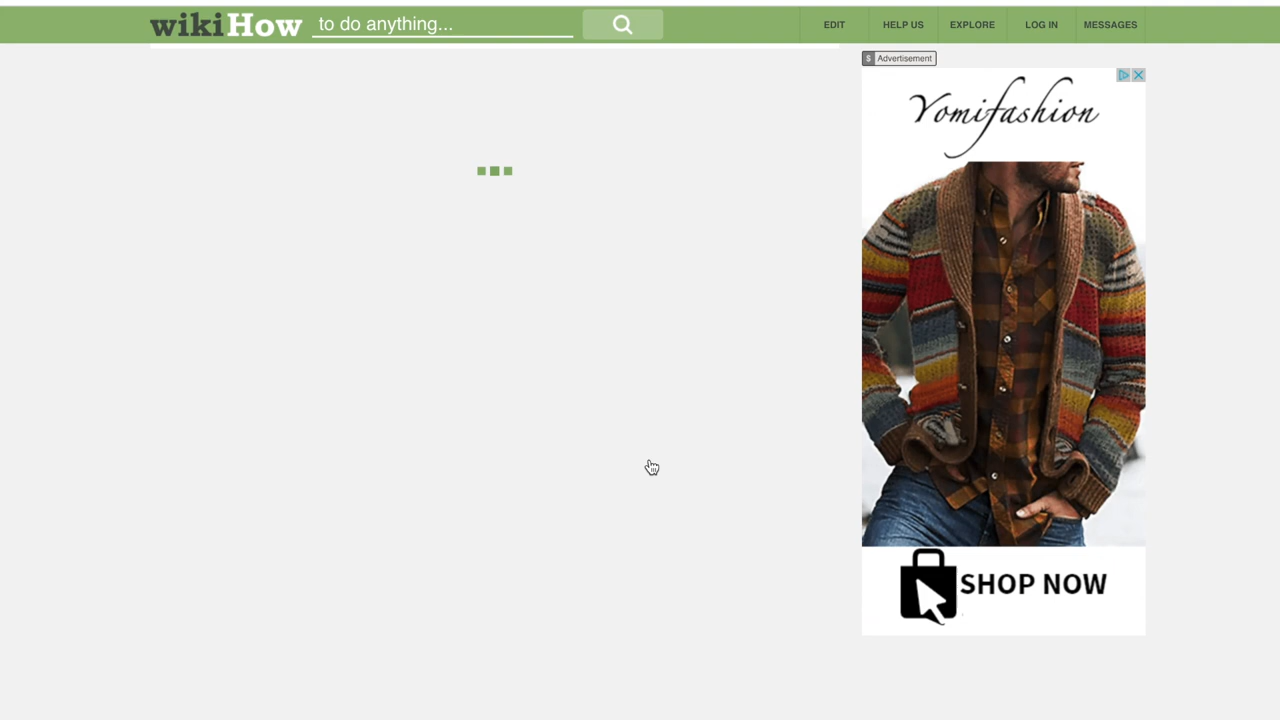 wikiHow to do anything... EDIT HELP US EXPLORE LOG IN MESSAGES
$ Advertisement
Yomifashion
SHOP NOW